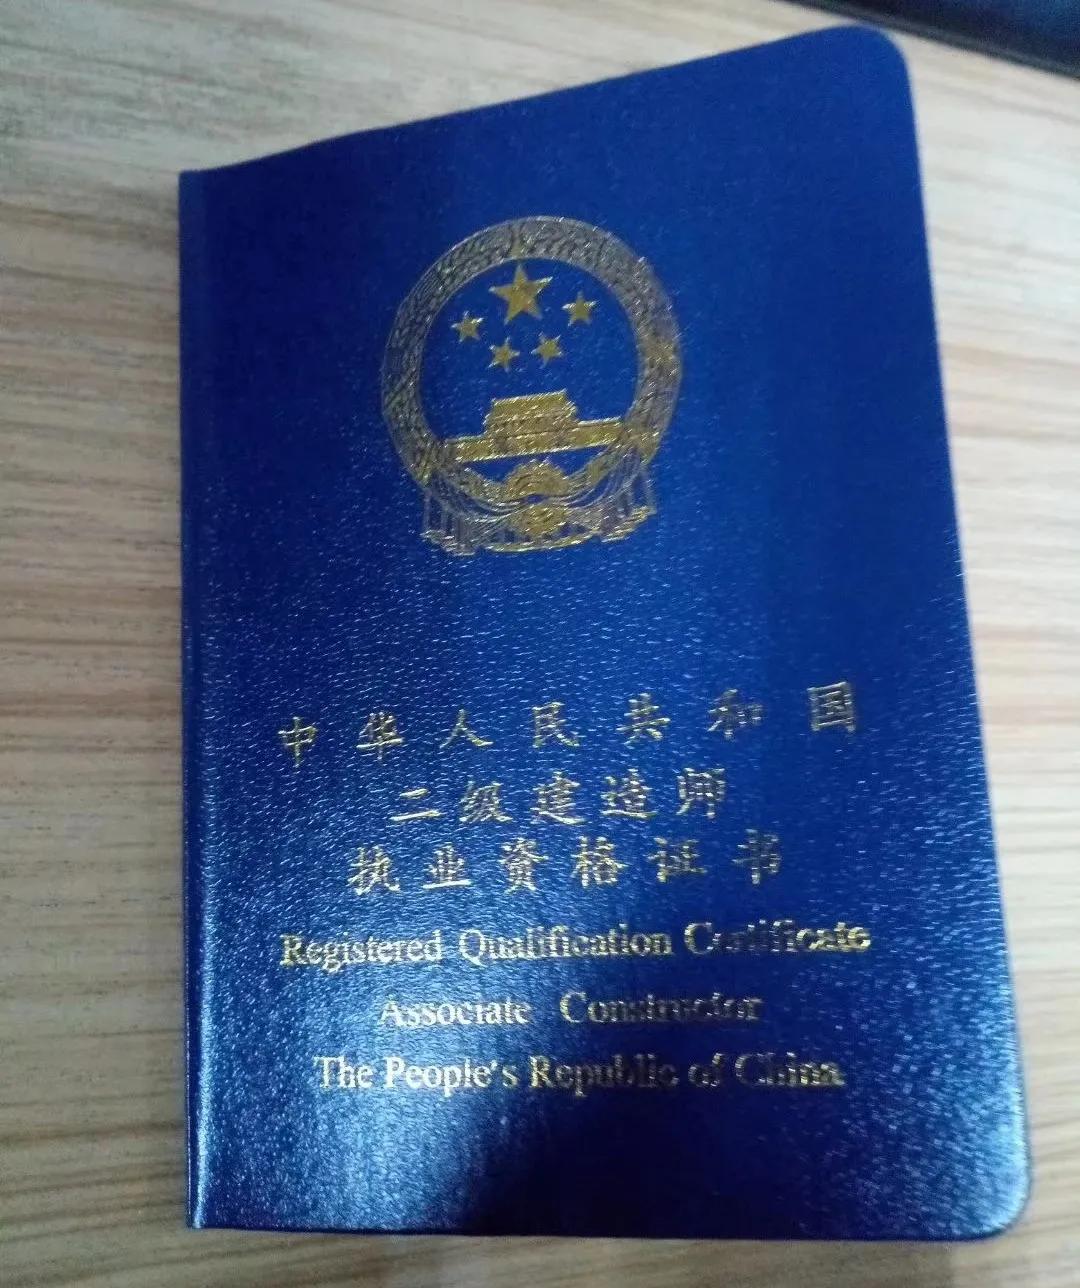 中华人民共和国
二级建造师
执业资格证书
Registered Qualification Certificate
Associate Constructor
The People's Republic of China